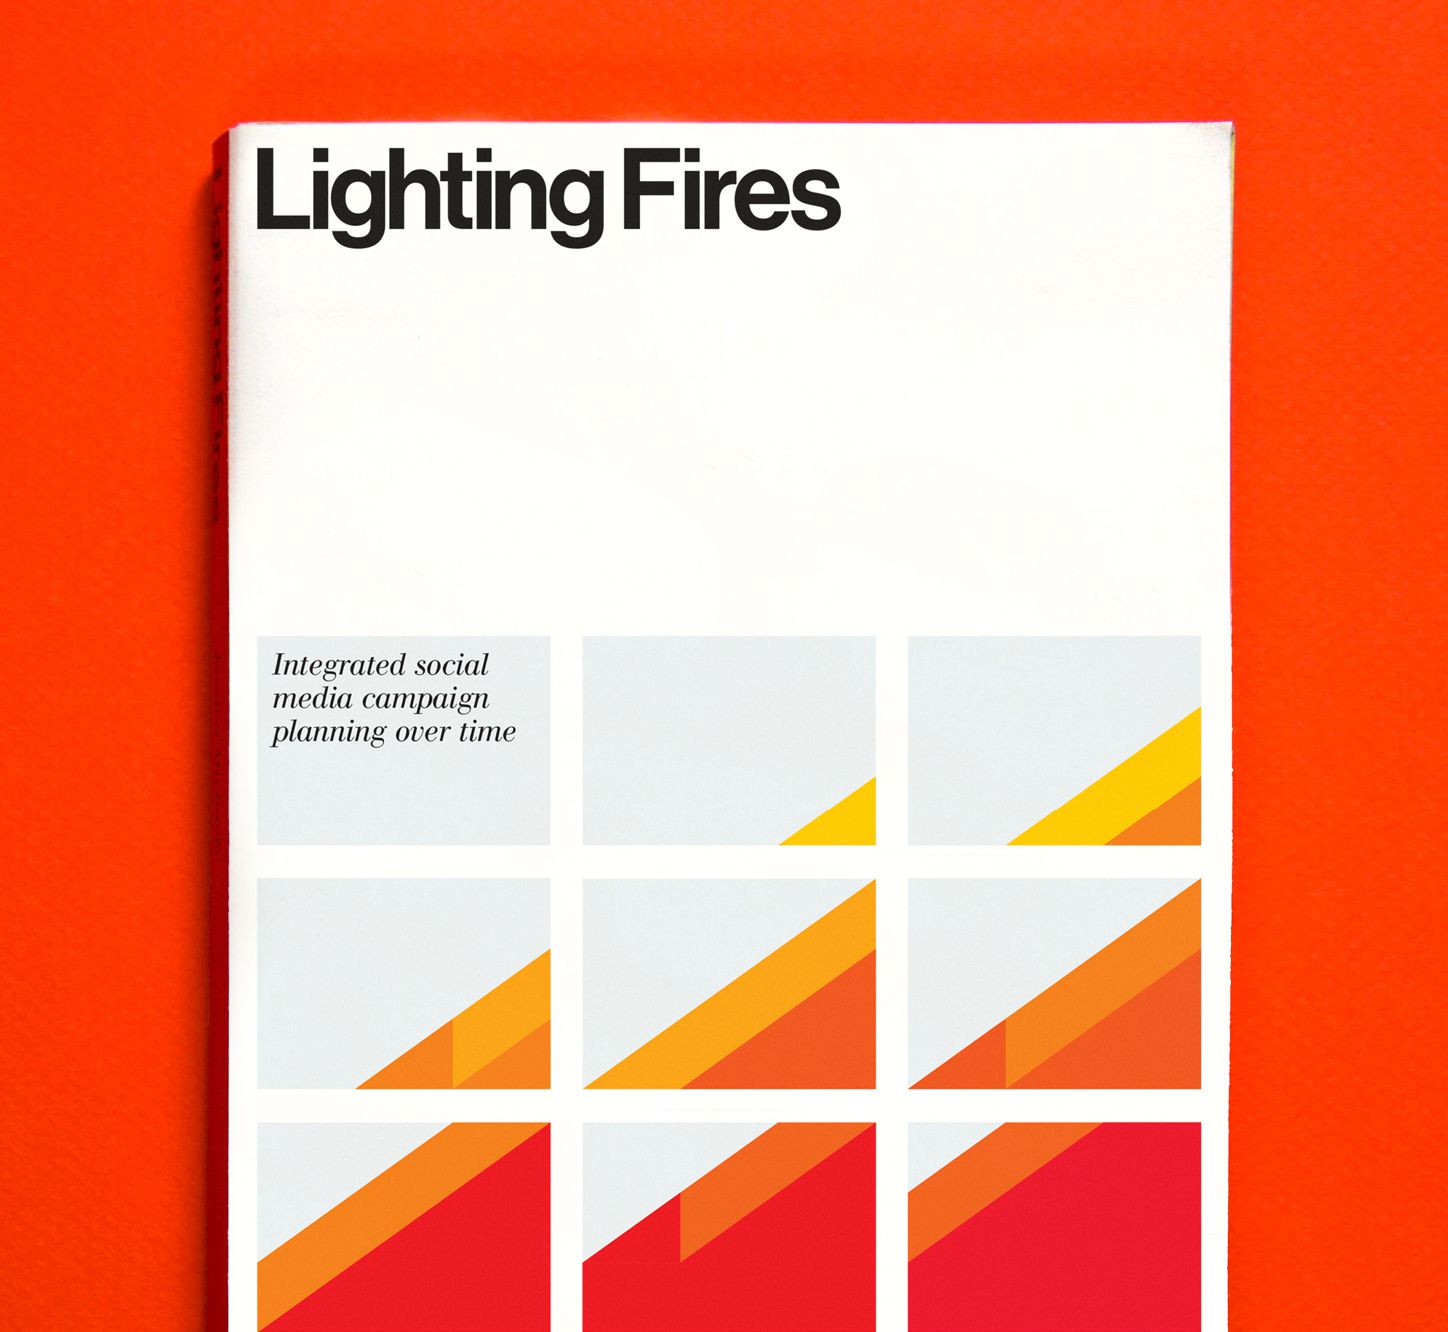 Lighting Fires
Integrated social
media campaign
planning over time